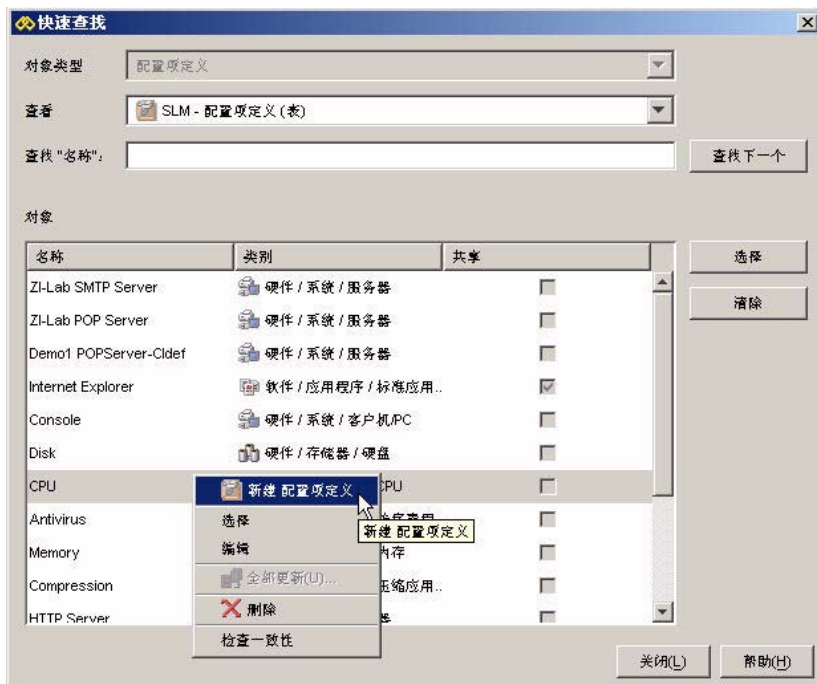 快速查找
对象类型 配置项定义
查看 SLM - 配置项定义 (表)
查找 "名称": 查找下一个
对象
名称 类别 共享 选择
ZI-Lab SMTP Server 硬件 / 系统 / 服务器
清除
ZI-Lab POP Server 硬件 / 系统 / 服务器
Demo1 POPServer-CIdef 硬件 / 系统 / 服务器
Internet Explorer 软件 / 应用程序 / 标准应用..
Console 硬件 / 系统 / 客户机/PC
Disk 硬件 / 存储器 / 硬盘
CPU 新建 配置项定义 CPU
Antivirus 选择
新建 配置项定义
Memory 编辑 内存
全部更新(U)...
Compression 压缩应用..
删除
HTTP Server
检查一致性
关闭(L) 帮助(H)